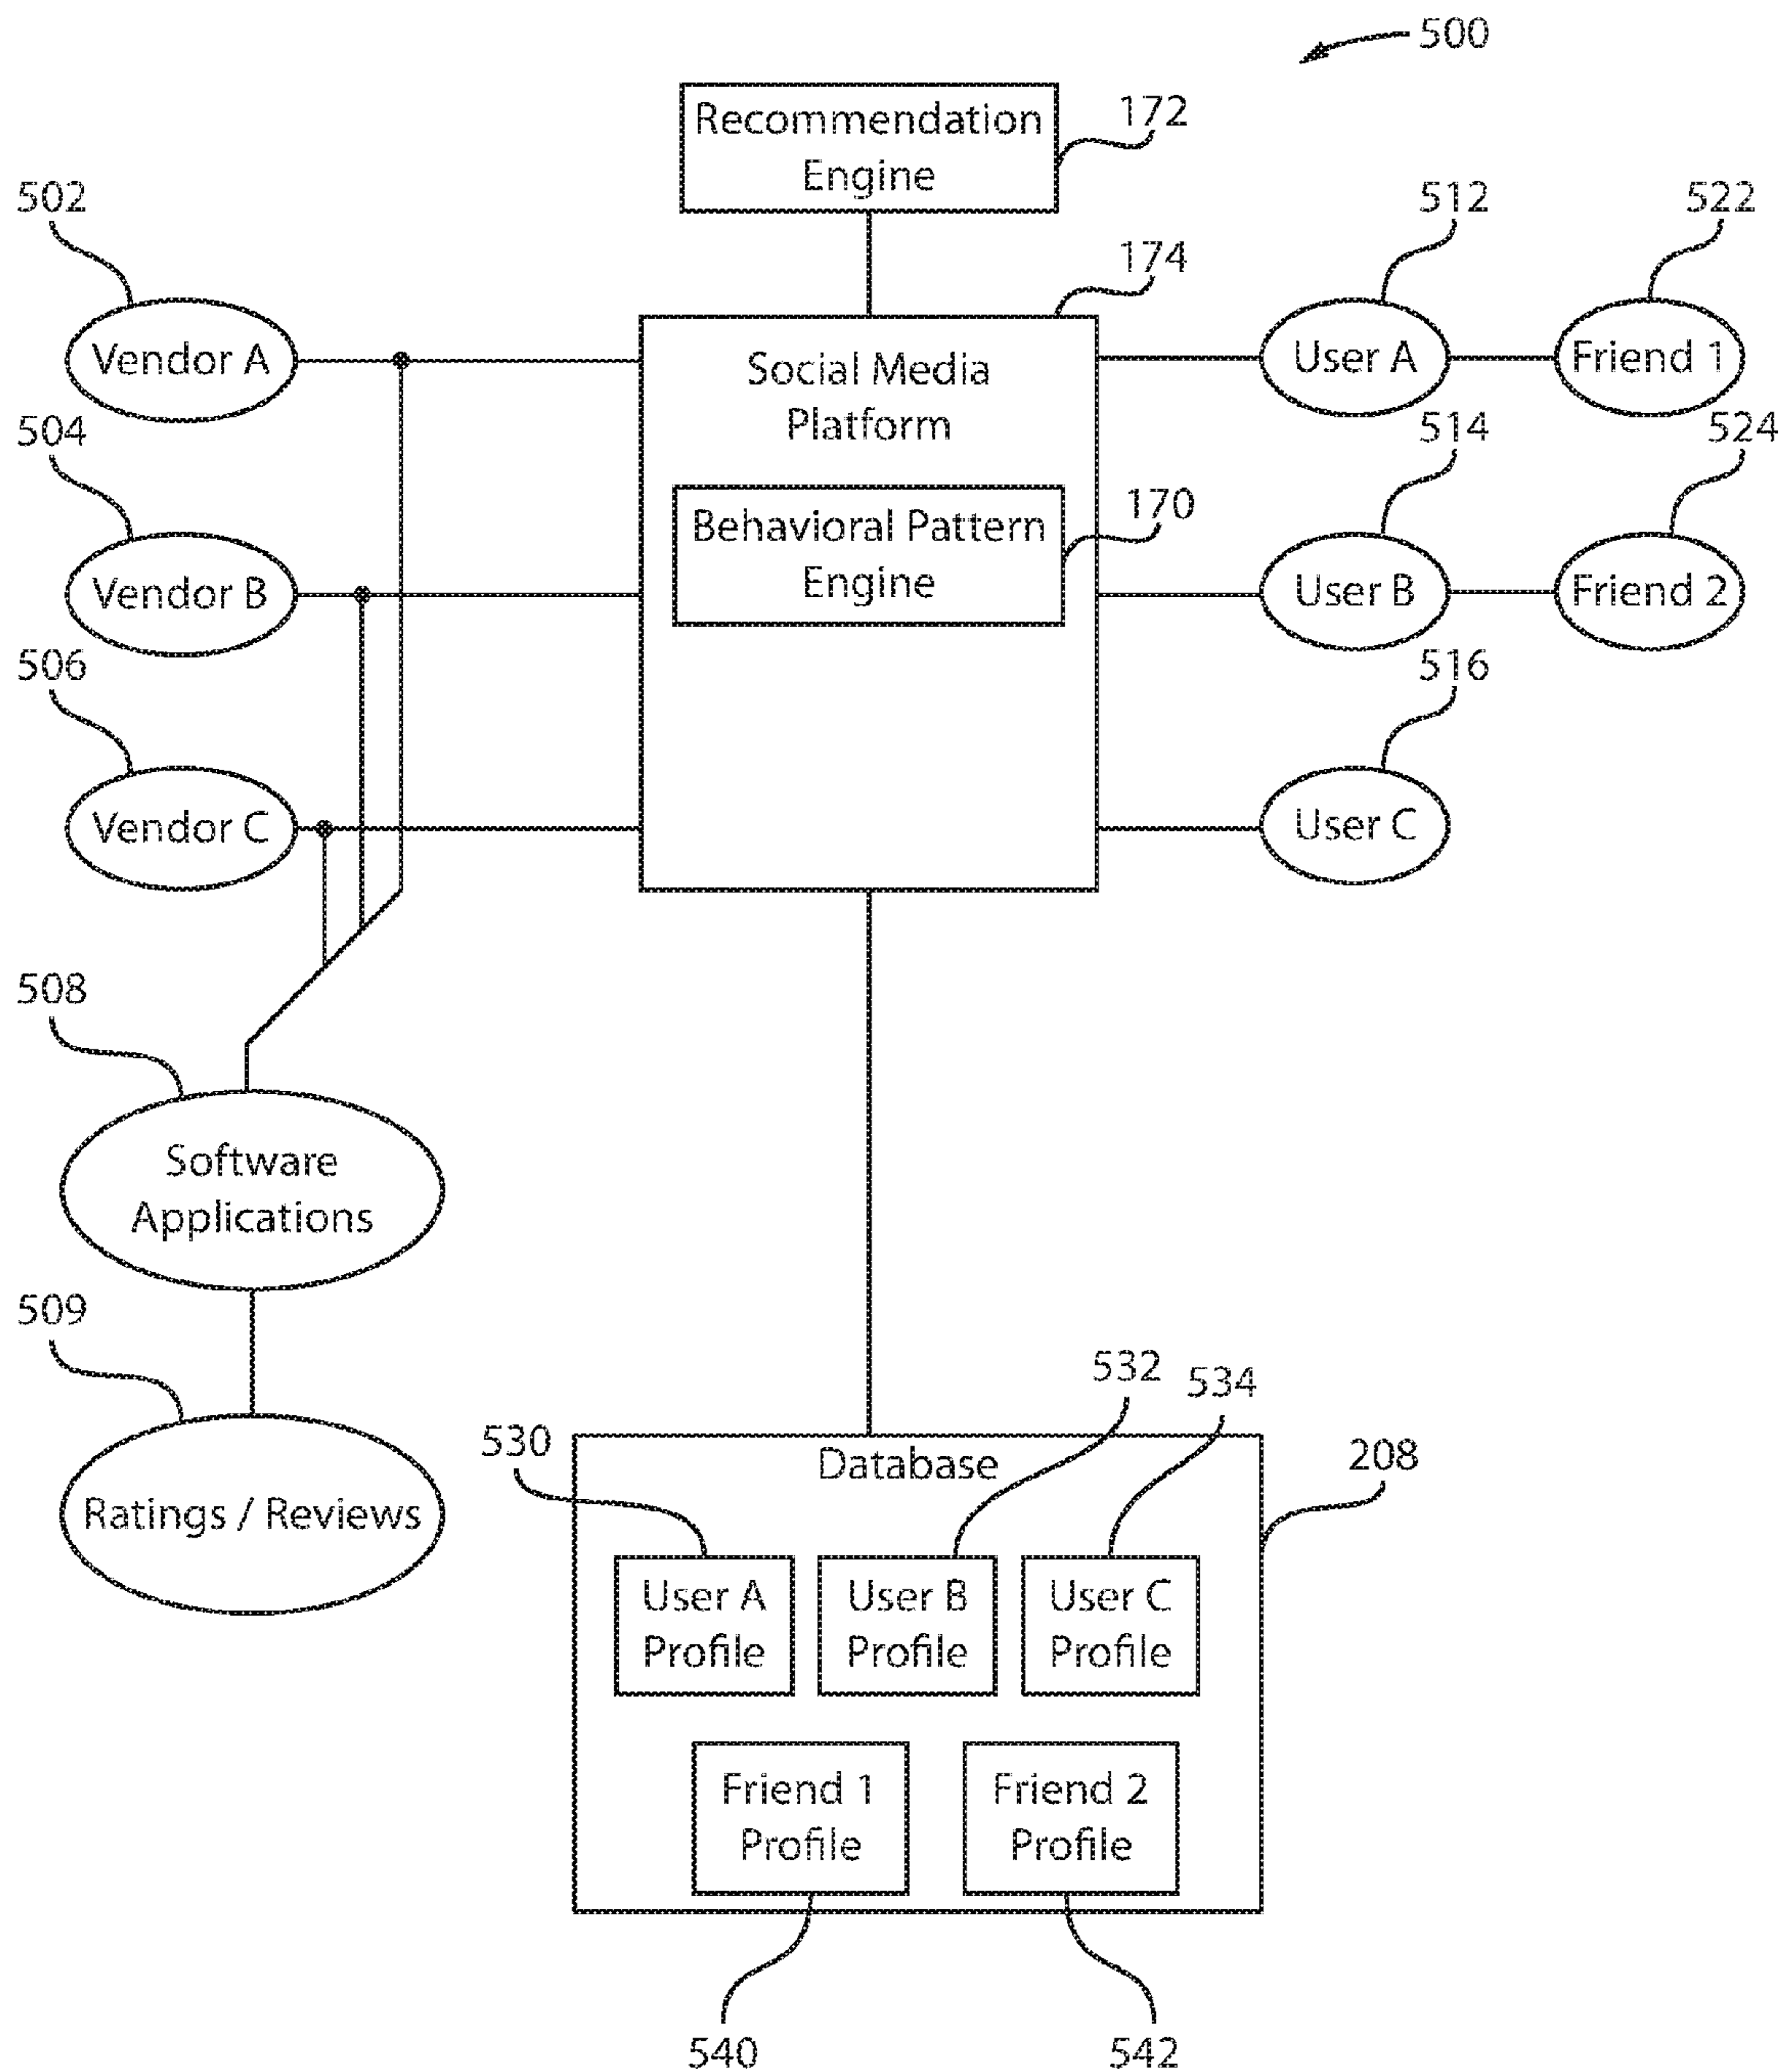 500
Recommendation
Engine
172
502
512
522
174
Vendor A
Social Media
Platform
User A
Friend 1
504
514
524
Behavioral Pattern
Engine
170
Vendor B
User B
Friend 2
506
516
Vendor C
User C
508
Software
Applications
509
Ratings / Reviews
532
534
530
Database
208
User A
Profile
User B
Profile
User C
Profile
Friend 1
Profile
Friend 2
Profile
540
542